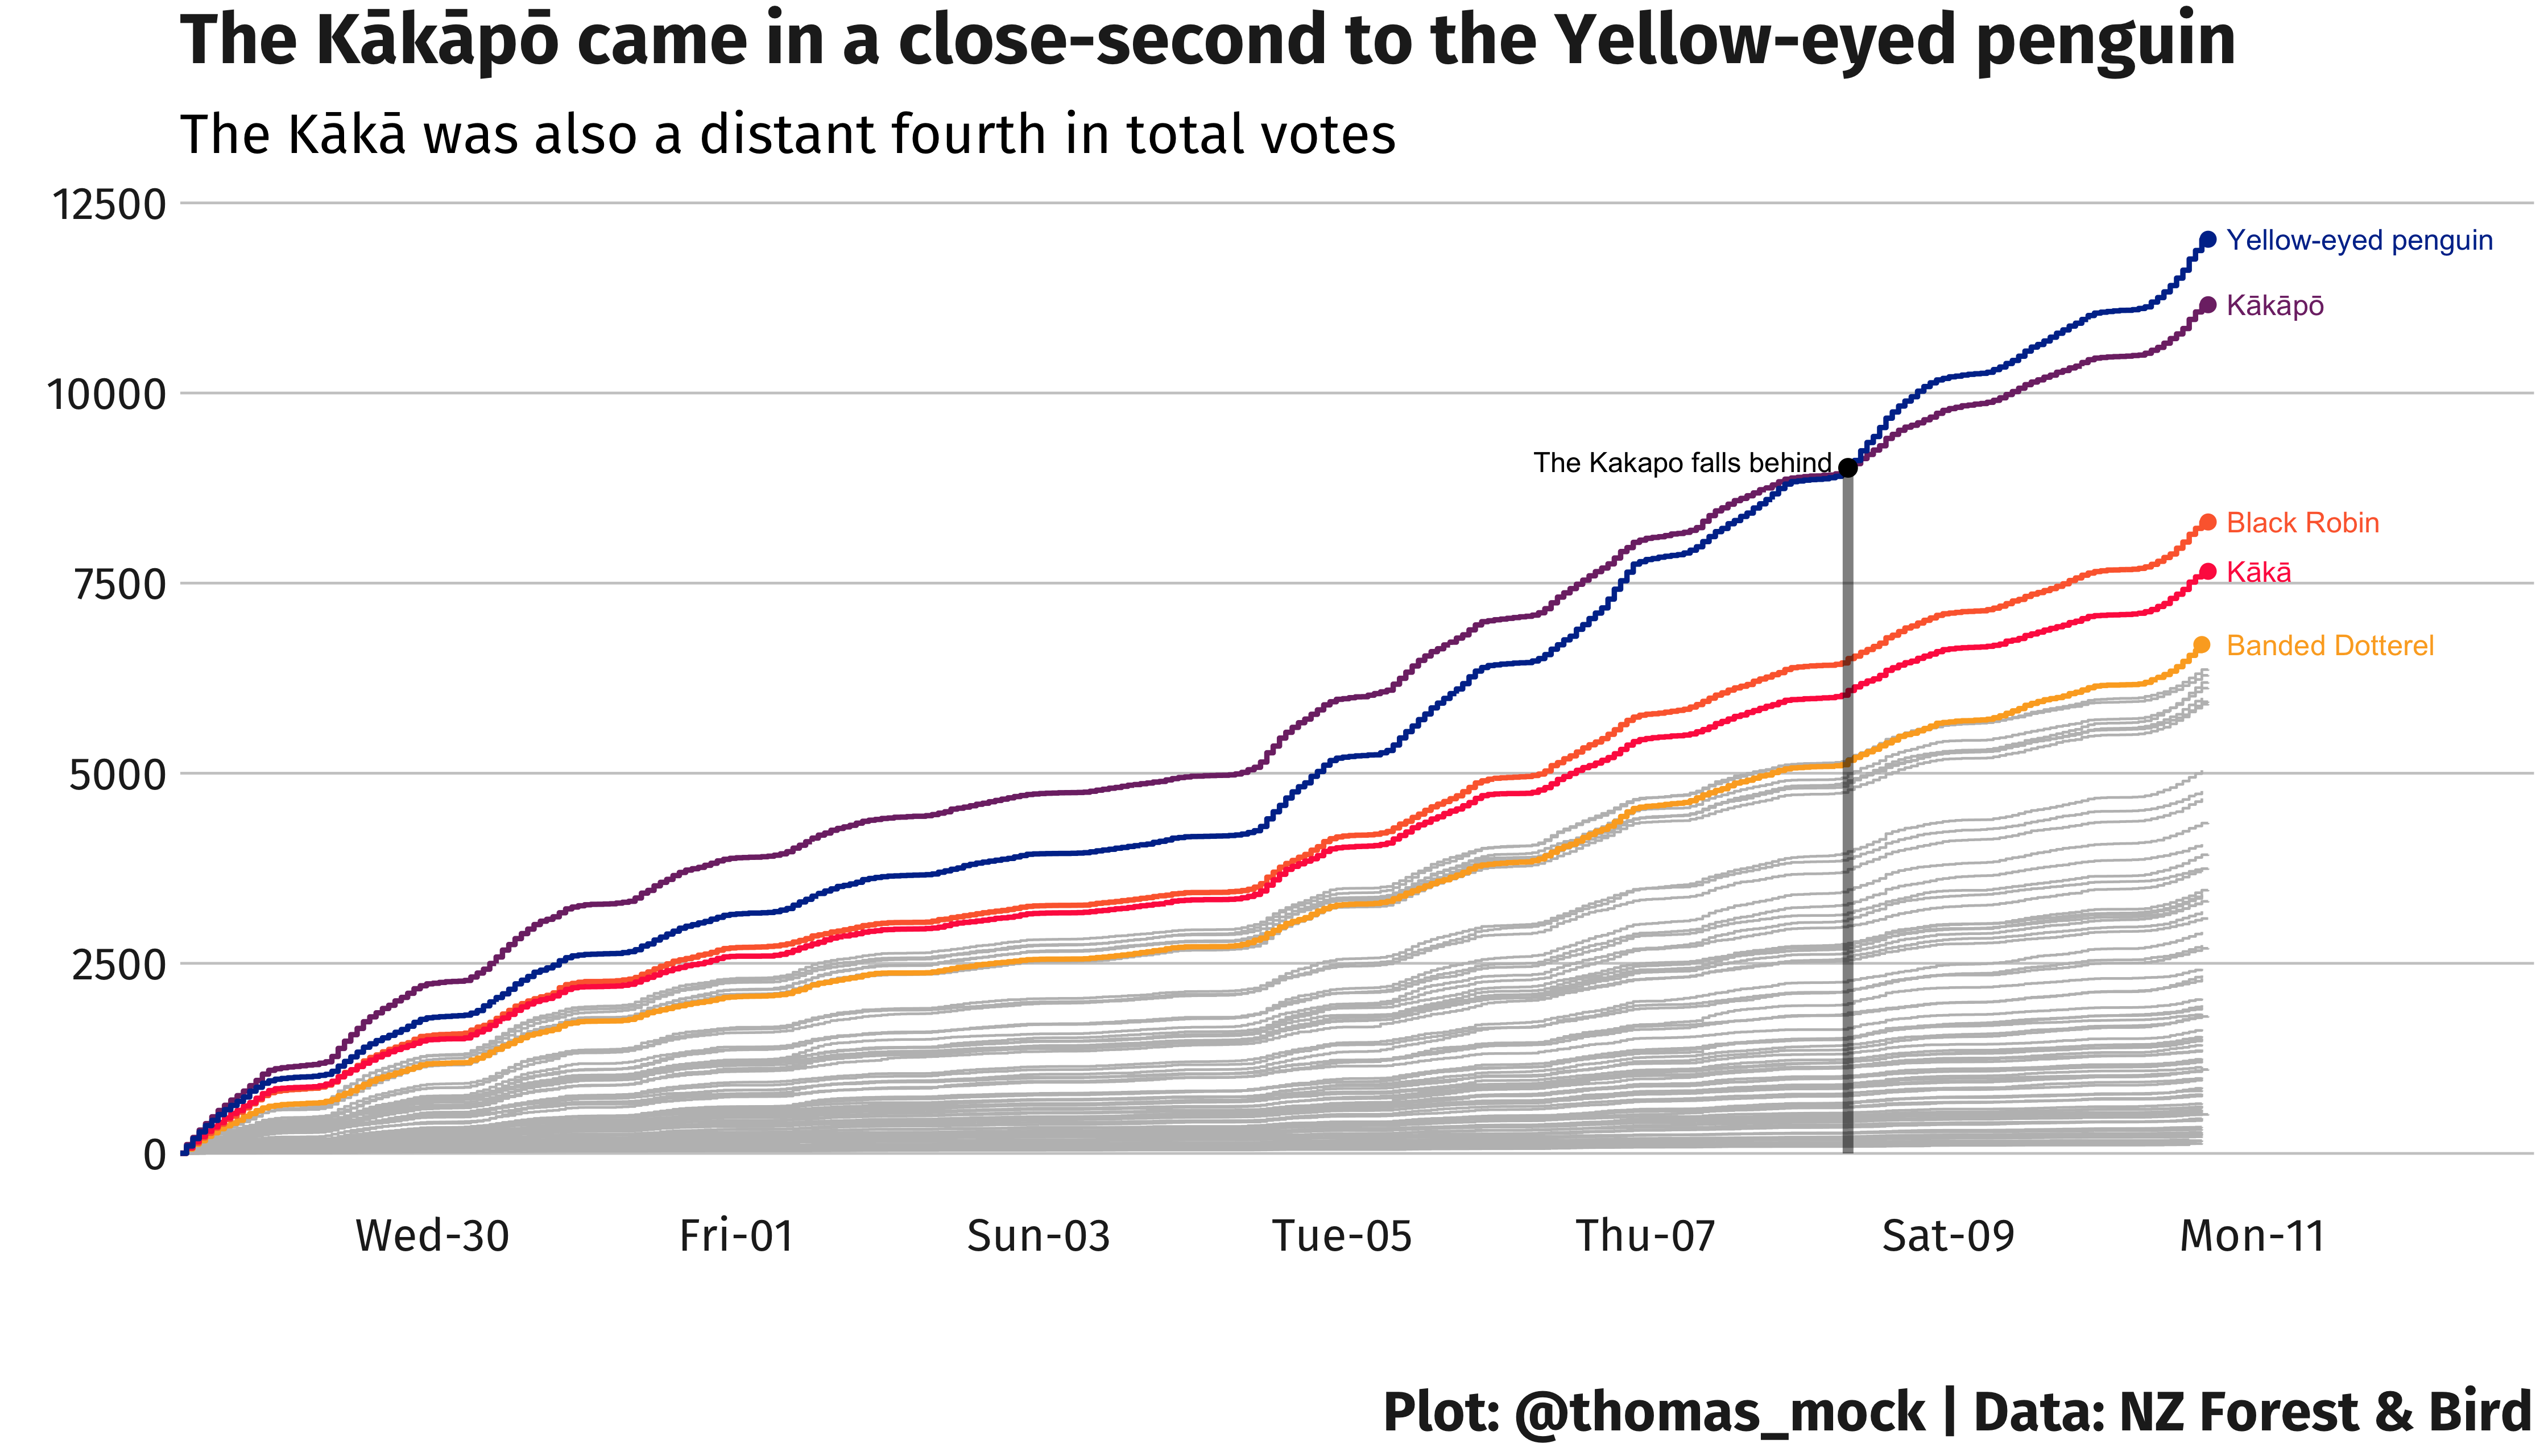 The Kākāpō came in a close-second to the Yellow-eyed penguin
The Kākā was also a distant fourth in total votes
12500
Yellow-eyed penguin
Kākāpō
10000
The Kakapo falls behind
Black Robin
7500
Kākā
Banded Dotterel
5000
2500
0
Wed-30 Fri-01 Sun-03 Tue-05 Thu-07 Sat-09 Mon-11
Plot: @thomas_mock | Data: NZ Forest & Bird